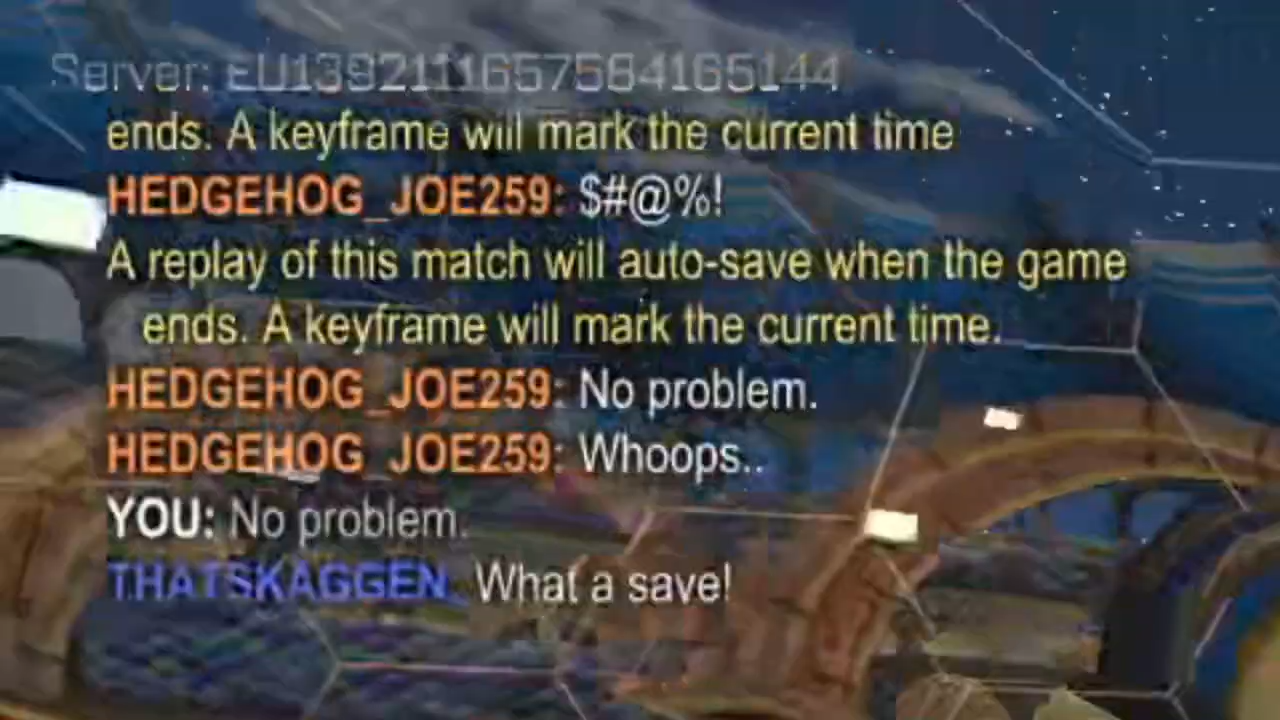 Server: EU1392111657584165144
ends. A keyframe will mark the current time
HEDGEHOG_JOE259: $#@%!
A replay of this match will auto-save when the game
ends. A keyframe will mark the current time.
HEDGEHOG_JOE259: No problem.
HEDGEHOG_JOE259: Whoops..
YOU: No problem.
THATSKAGGEN: What a save!